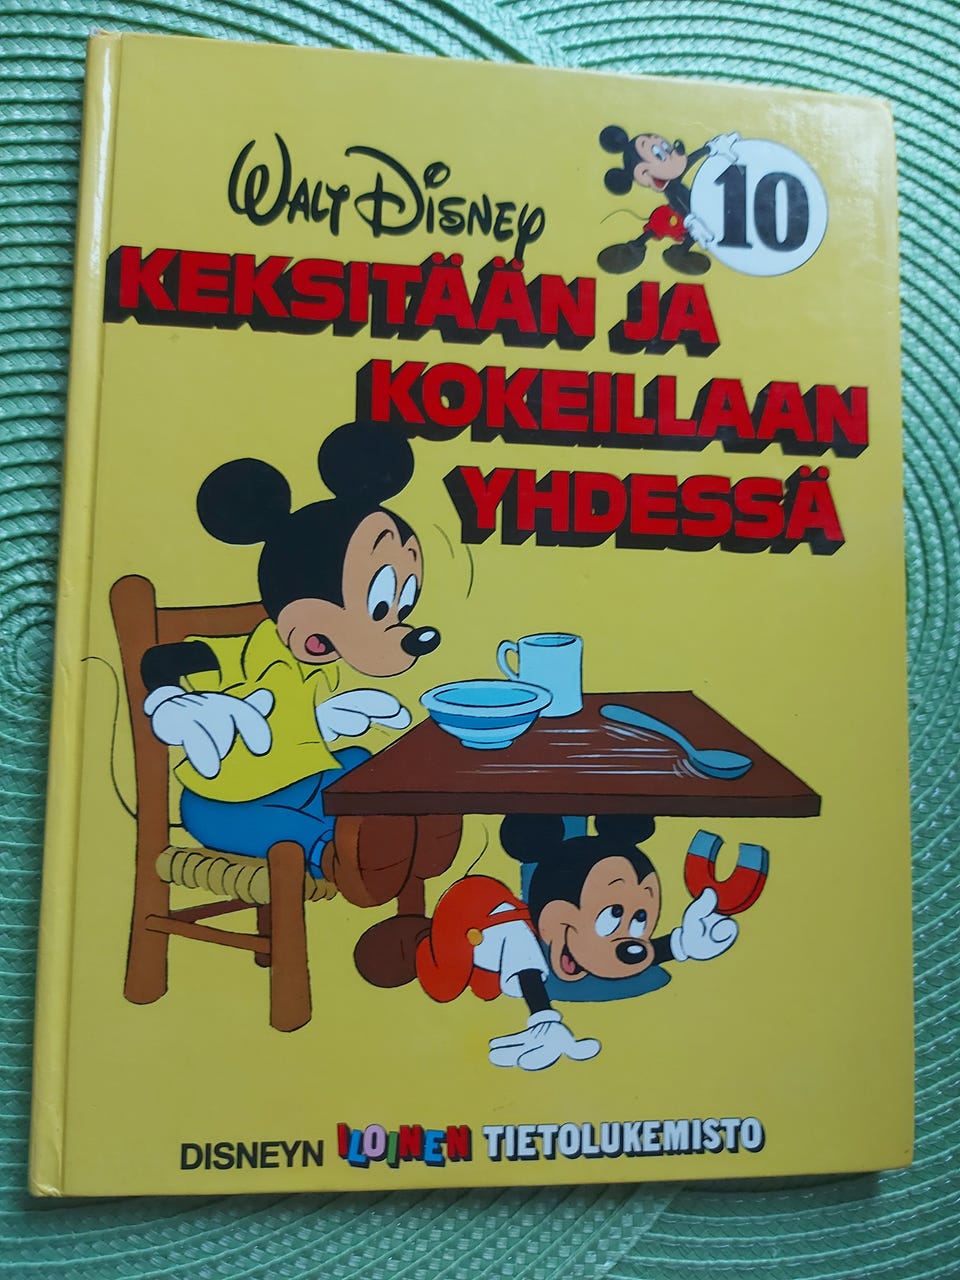 WALT DISNEY
10
KEKSITÄÄN JA
KOKEILLAAN
YHDESSÄ
DISNEYN ILOINEN TIETOLUKEMISTO